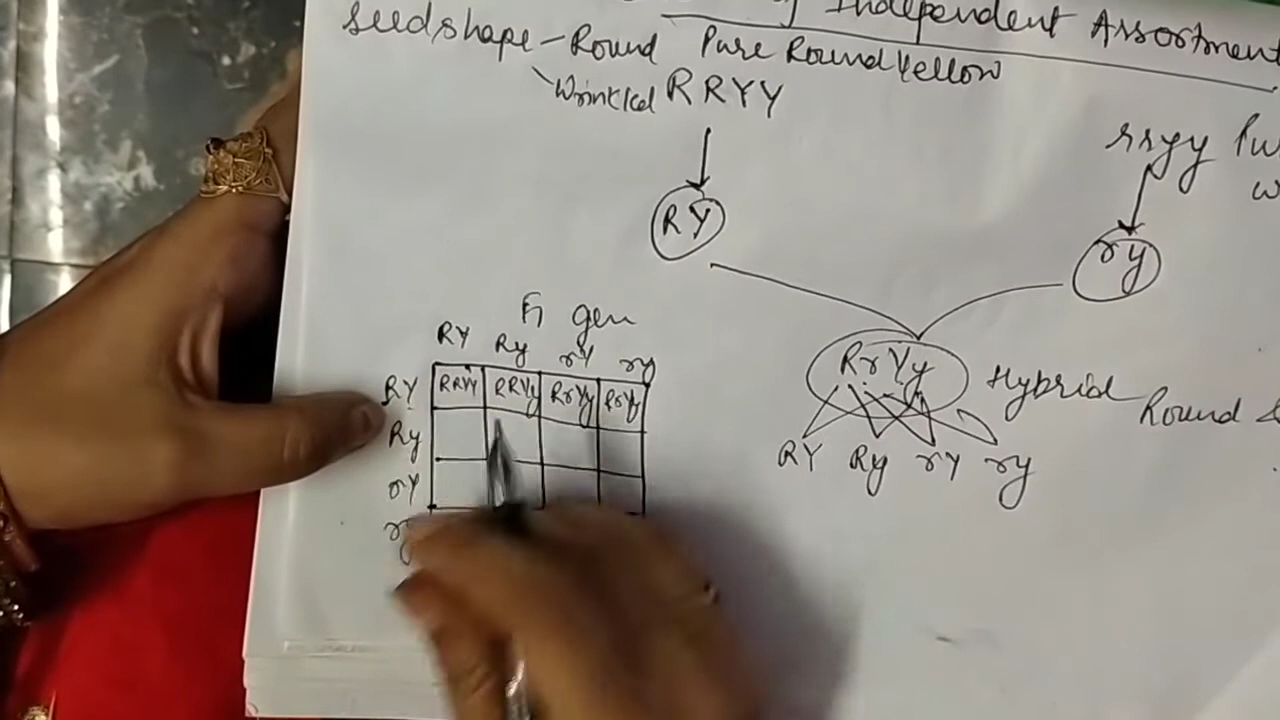 Independent Assortment
Seedshape - Round Pure Round Yellow
Wrinkled RRYY
rryy
RY
ry
F1 gen
RY Ry rY ry
RY RRYY RRYy RrYy RrYy
Ry
rY
RrYy Hybrid Round
RY Ry rY ry